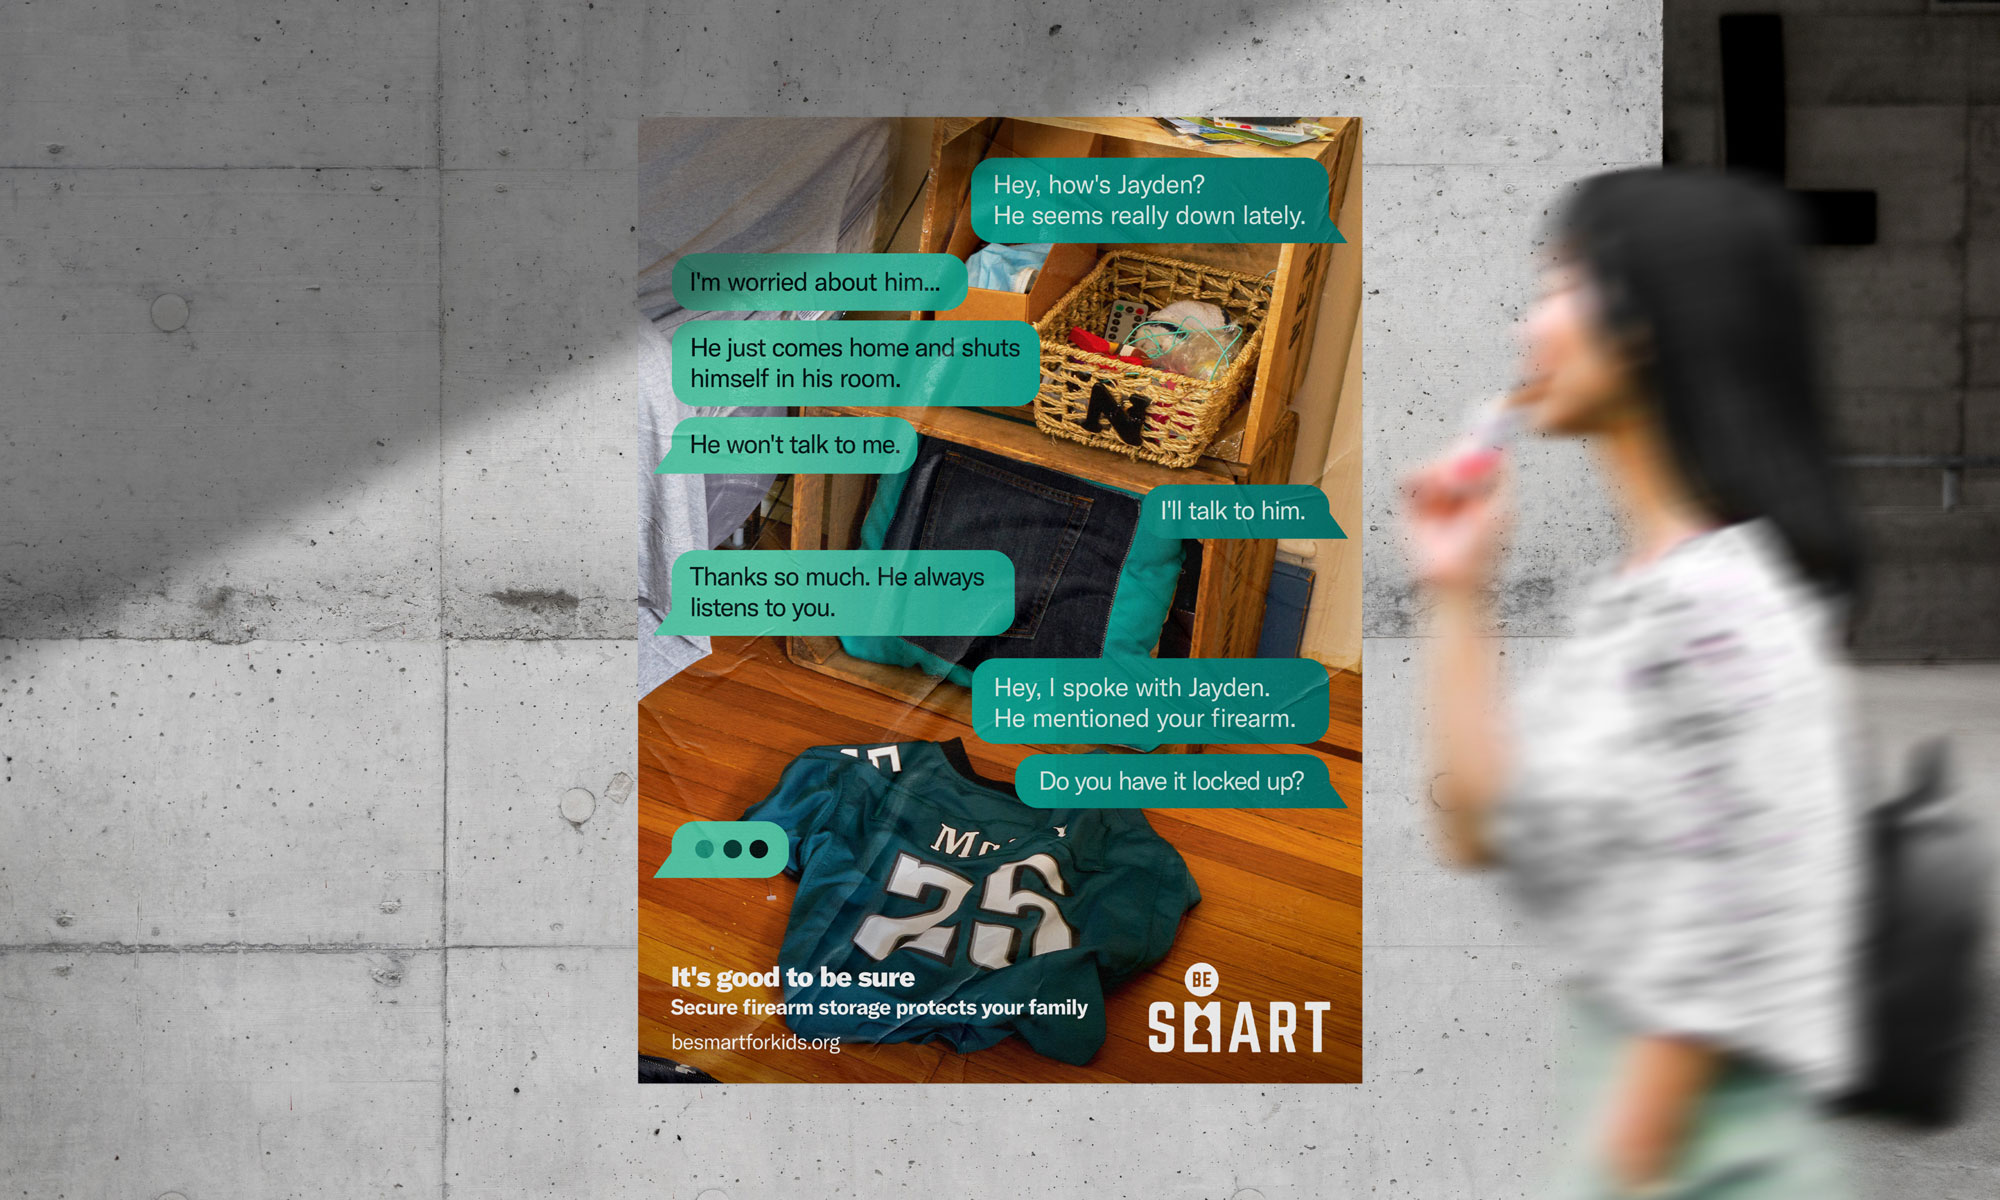 Hey, how's Jayden?
He seems really down lately.
I'm worried about him...
He just comes home and shuts
himself in his room.
He won't talk to me.
I'll talk to him.
Thanks so much. He always
listens to you.
Hey, I spoke with Jayden.
He mentioned your firearm.
Do you have it locked up?
N
25
It's good to be sure
Secure firearm storage protects your family
besmartforkids.org
BE
SMART